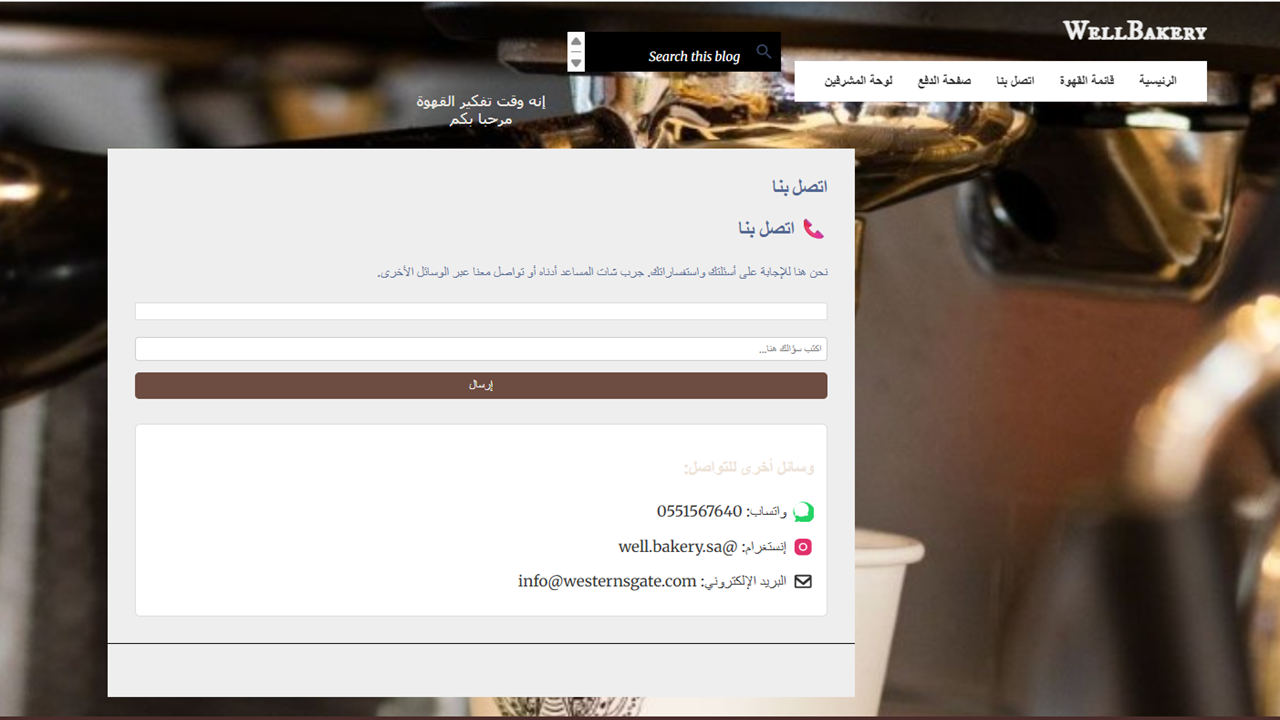 WellBakery
Search this blog
الرئيسية
قائمة القهوة
اتصل بنا
صفحة الدفع
لوحة المشرفين
إنه وقت تفكير القهوة
مرحبا بكم
اتصل بنا
اتصل بنا
نحن هنا للإجابة على أسئلتك واستفساراتك. جرب شات المساعد أدناه أو تواصل معنا عبر الوسائل الأخرى.
اكتب سؤالك هنا...
إرسال
وسائل أخرى للتواصل:
واتساب: 0551567640
إنستغرام: @well.bakery.sa
البريد الإلكتروني: info@westernsgate.com